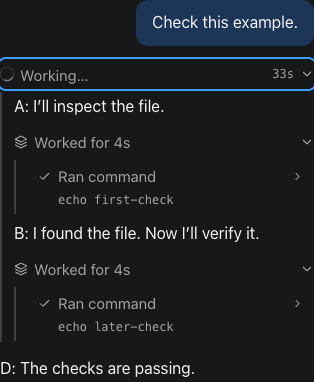 Check this example.
Working... 33s
A: I’ll inspect the file.
Worked for 4s
Ran command
echo first-check
B: I found the file. Now I’ll verify it.
Worked for 4s
Ran command
echo later-check
D: The checks are passing.